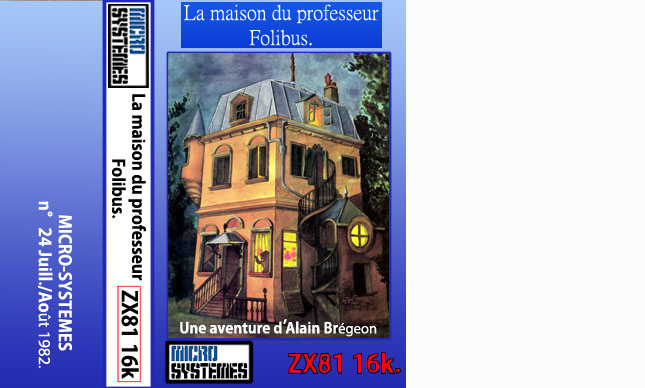 MICRO-SYSTEMES
n° 24 Juill./Août 1982.
MICRO
SYSTEMES
La maison du professeur
Folibus.
ZX81 16k
La maison du professeur
Folibus.
Une aventure d'Alain Brégeon
MICRO
SYSTEMES
ZX81 16k.